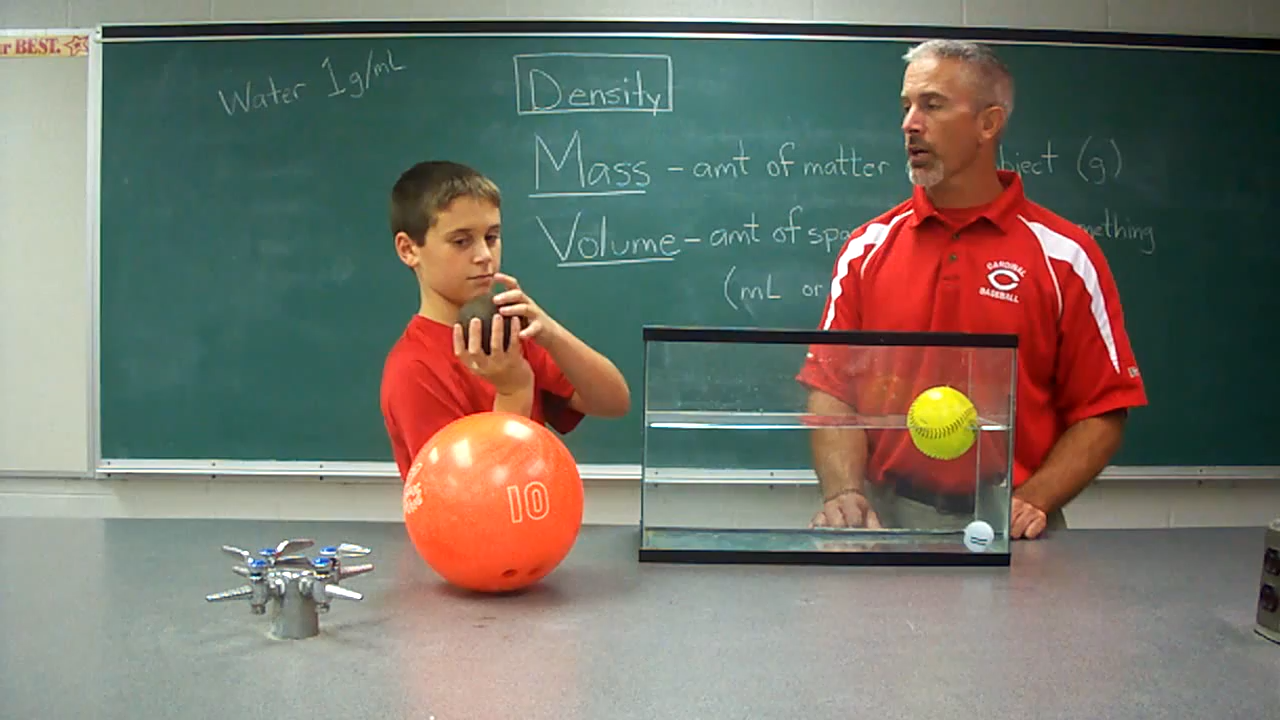 r BEST.
Water 1g/mL
Density
Mass - amt of matter bject (g)
Volume - amt of spa mething
(mL or
CARDINAL
C
BASEBALL
10